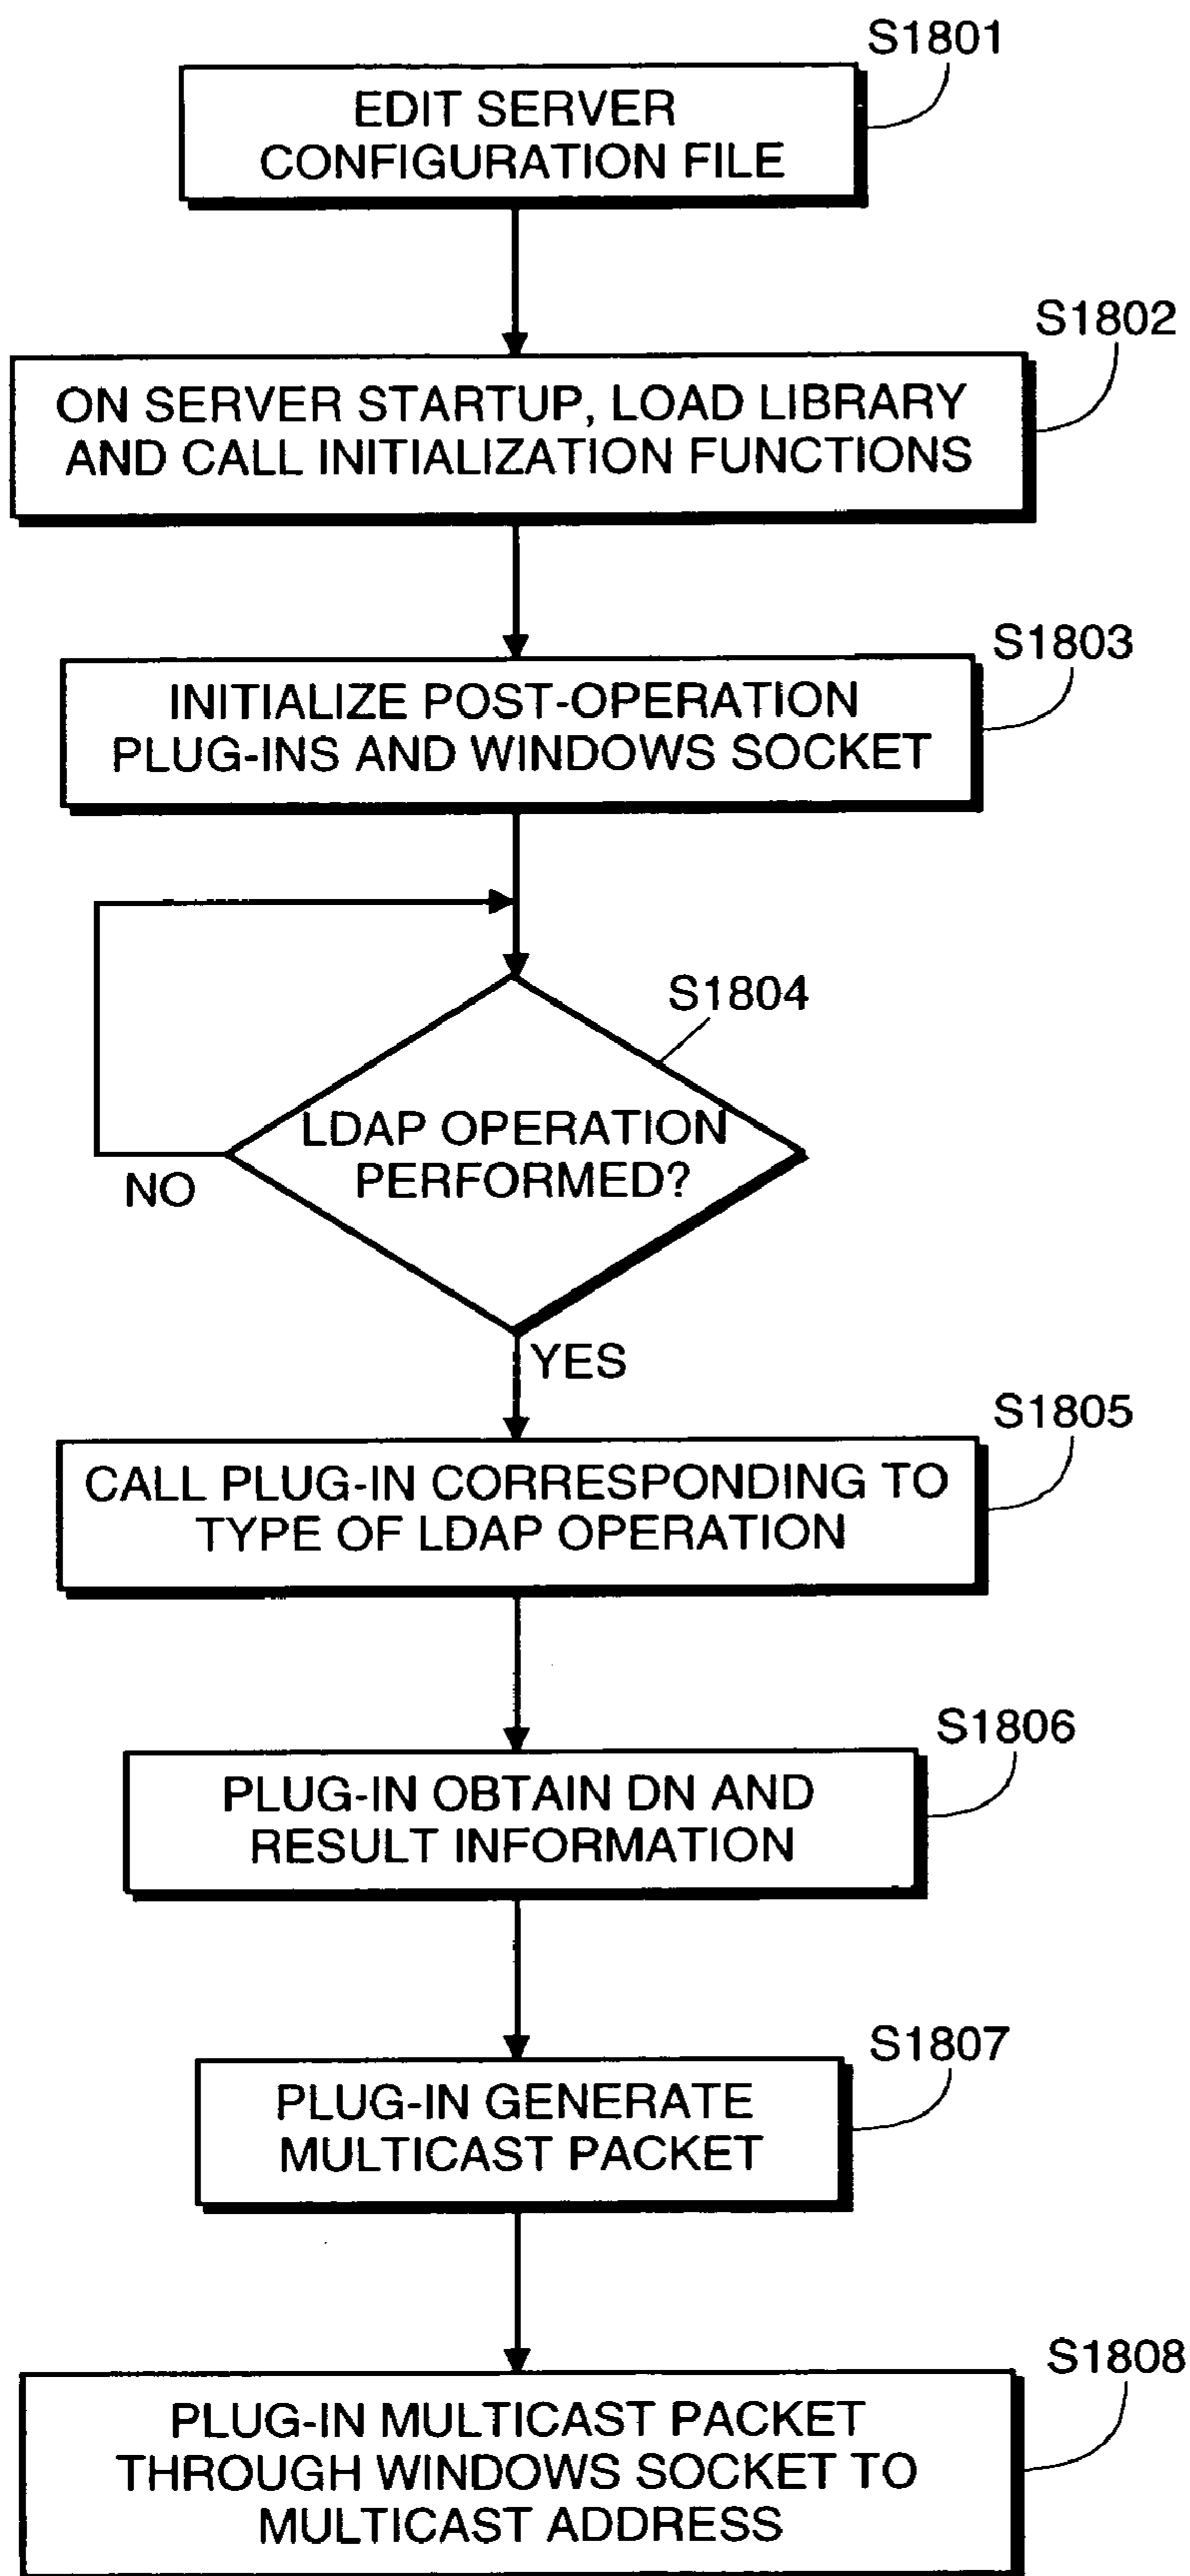 S1801
EDIT SERVER
CONFIGURATION FILE
S1802
ON SERVER STARTUP, LOAD LIBRARY
AND CALL INITIALIZATION FUNCTIONS
S1803
INITIALIZE POST-OPERATION
PLUG-INS AND WINDOWS SOCKET
S1804
LDAP OPERATION
PERFORMED?
NO
YES
S1805
CALL PLUG-IN CORRESPONDING TO
TYPE OF LDAP OPERATION
S1806
PLUG-IN OBTAIN DN AND
RESULT INFORMATION
S1807
PLUG-IN GENERATE
MULTICAST PACKET
S1808
PLUG-IN MULTICAST PACKET
THROUGH WINDOWS SOCKET TO
MULTICAST ADDRESS